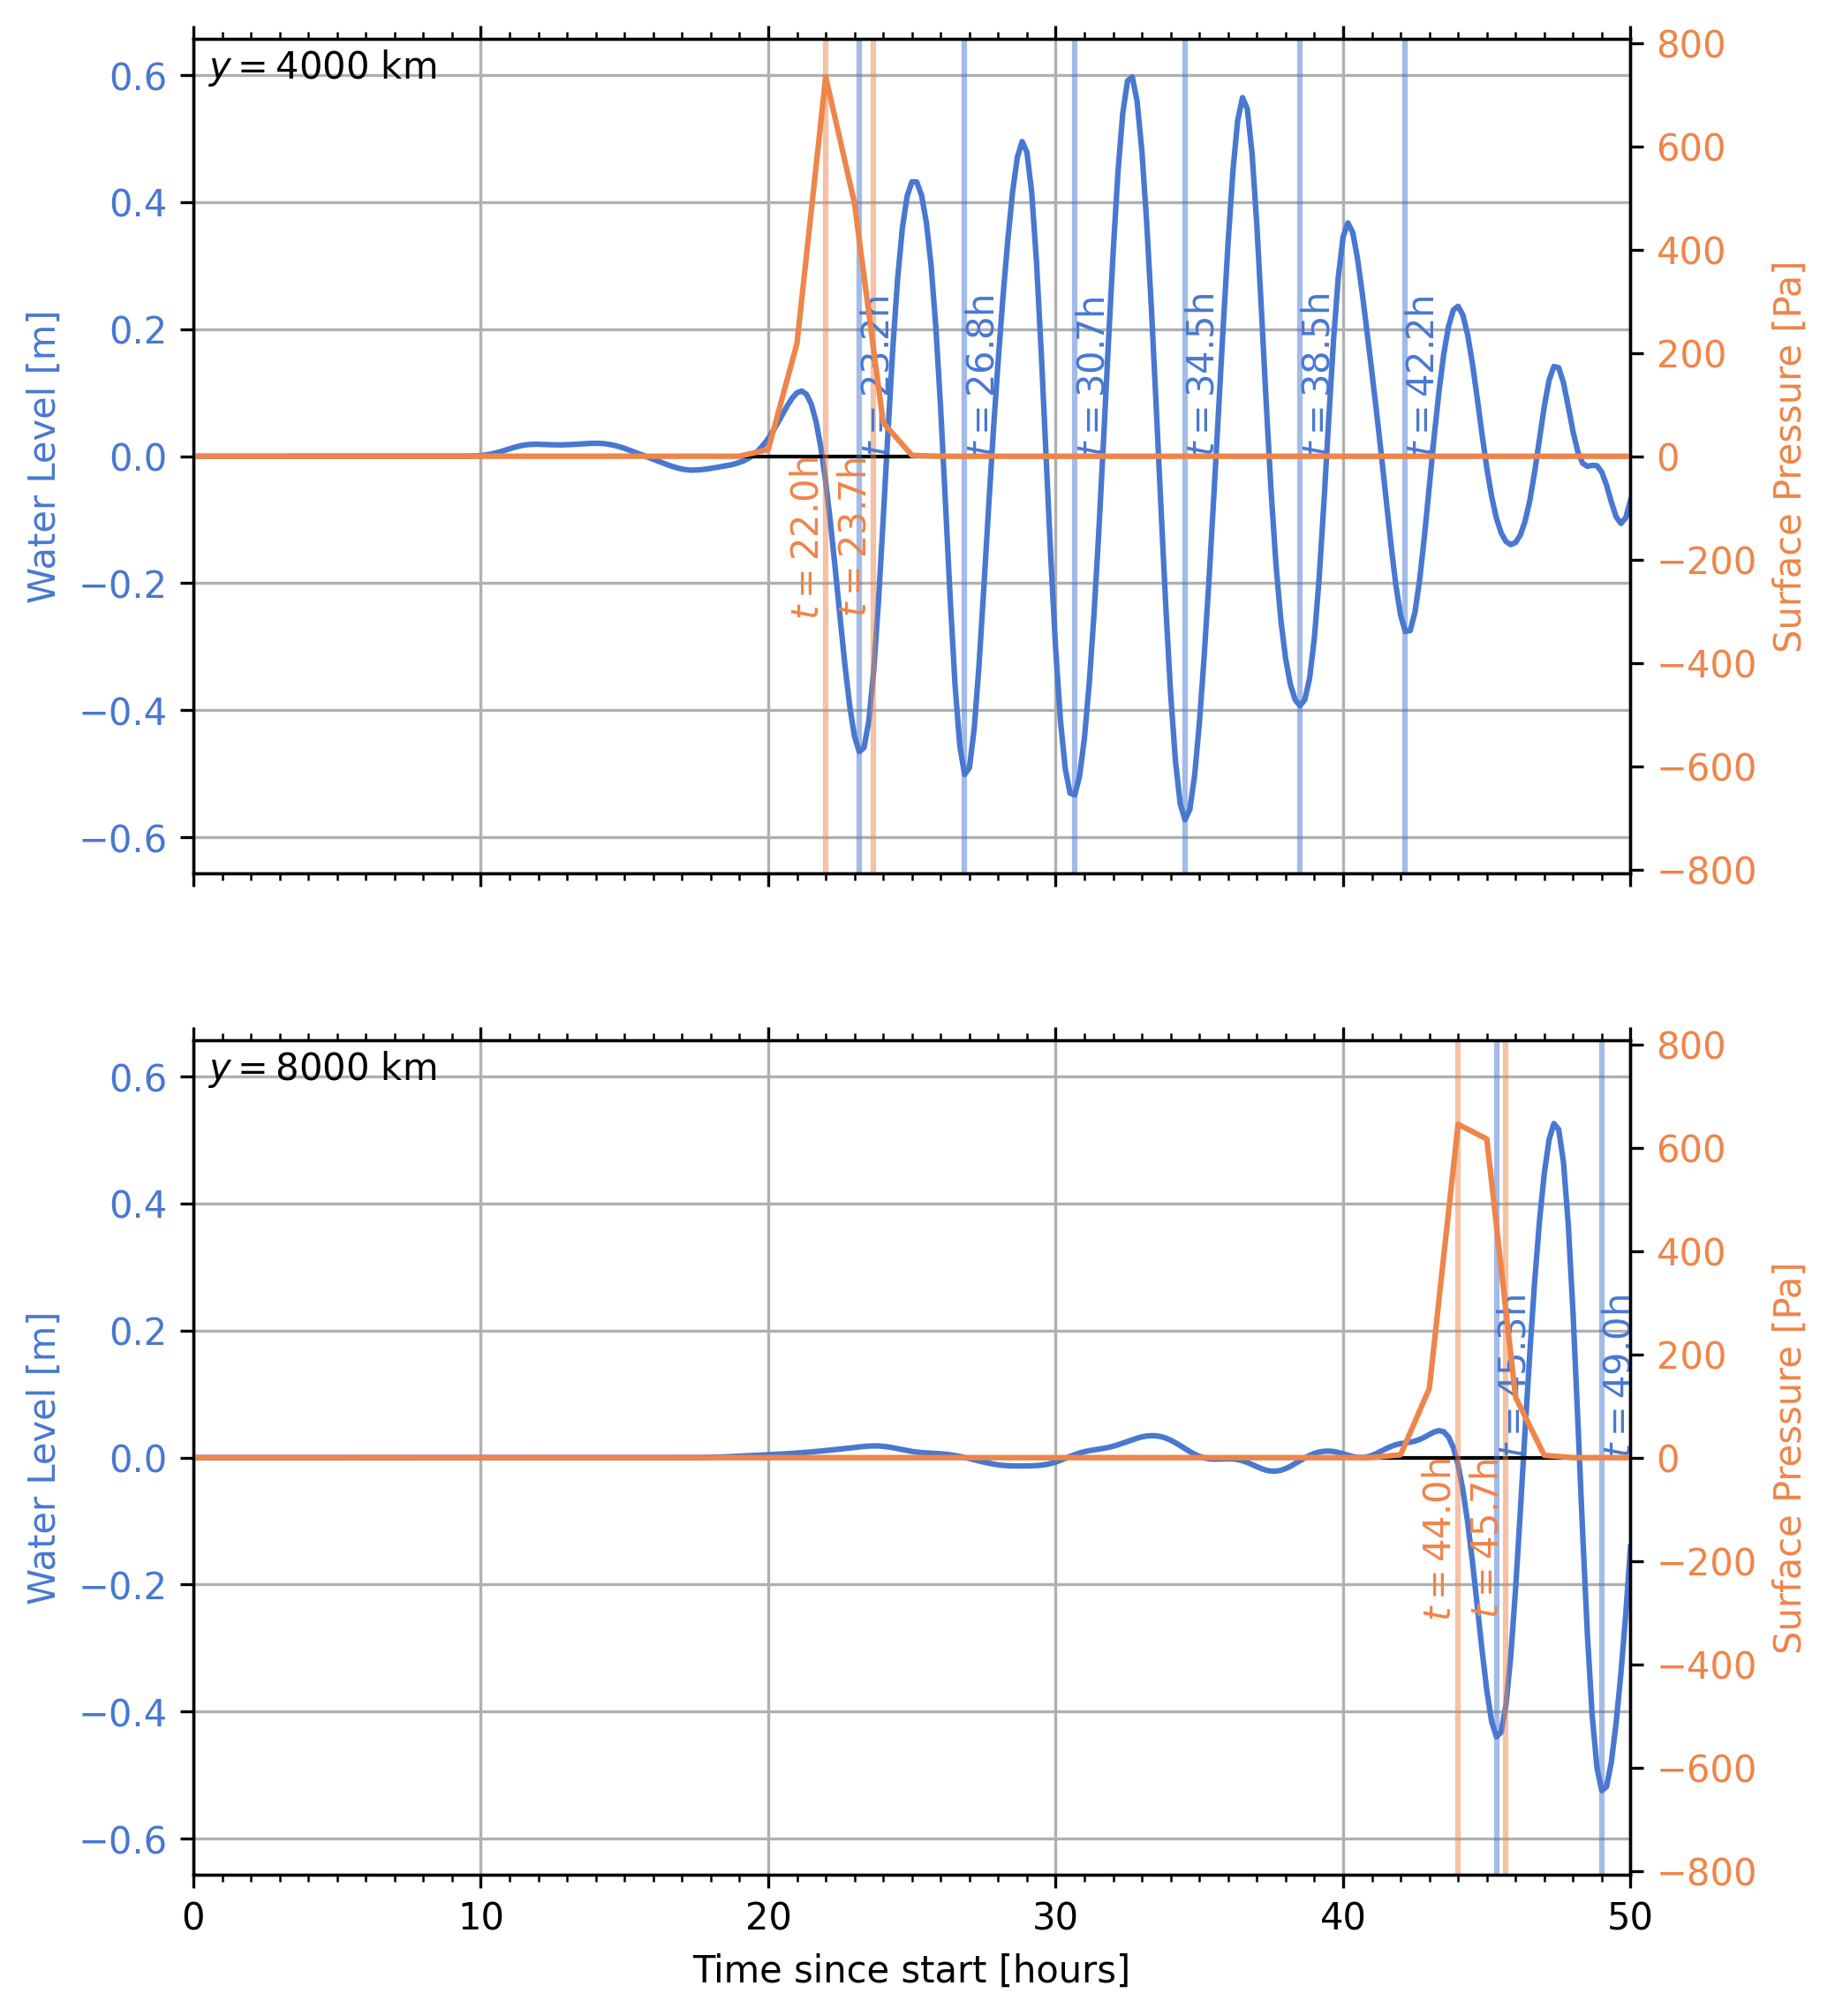 y = 4000 km
Water Level [m]
0.6
0.4
0.2
0.0
−0.2
−0.4
−0.6
t = 22.0h
t = 23.7h
t = 23.2h
t = 26.8h
t = 30.7h
t = 34.5h
t = 38.5h
t = 42.2h
800
600
400
200
0
−200
−400
−600
−800
Surface Pressure [Pa]
y = 8000 km
Water Level [m]
0.6
0.4
0.2
0.0
−0.2
−0.4
−0.6
t = 44.0h
t = 45.7h
t = 45.3h
t = 49.0h
800
600
400
200
0
−200
−400
−600
−800
Surface Pressure [Pa]
0 10 20 30 40 50
Time since start [hours]